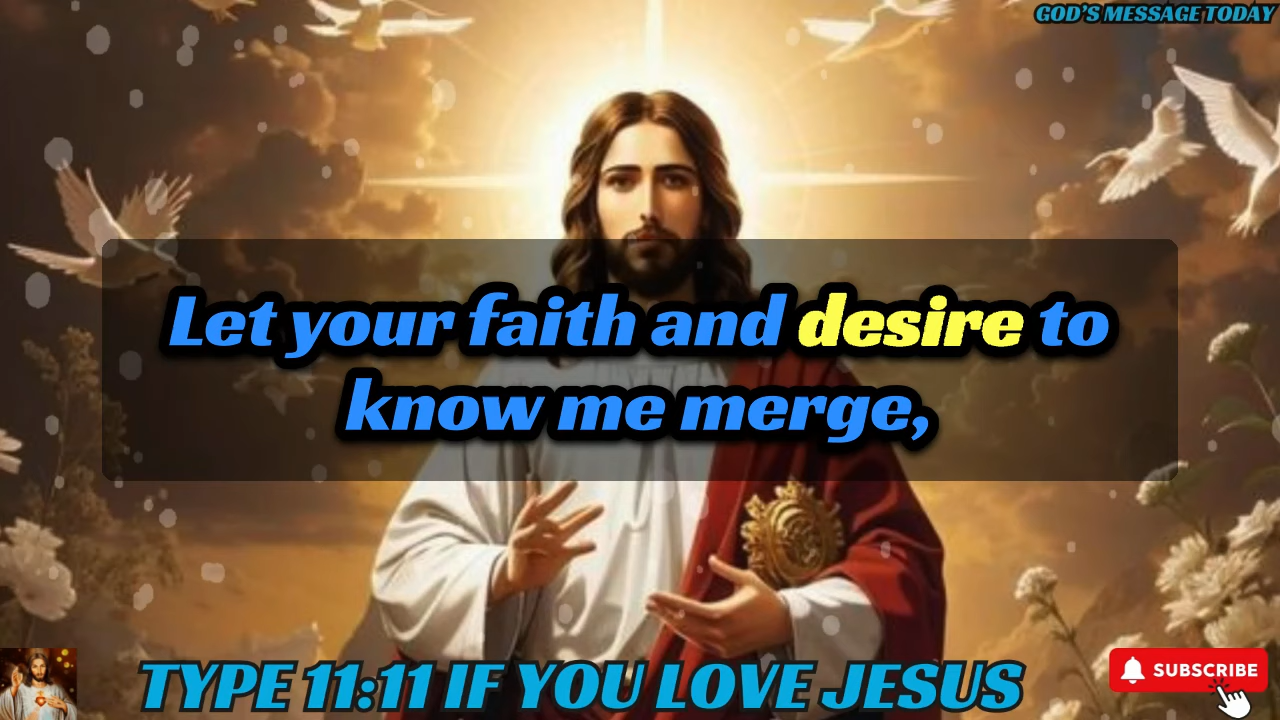 GOD'S MESSAGE TODAY
Let your faith and desire to
know me merge,
TYPE 11:11 IF YOU LOVE JESUS
SUBSCRIBE